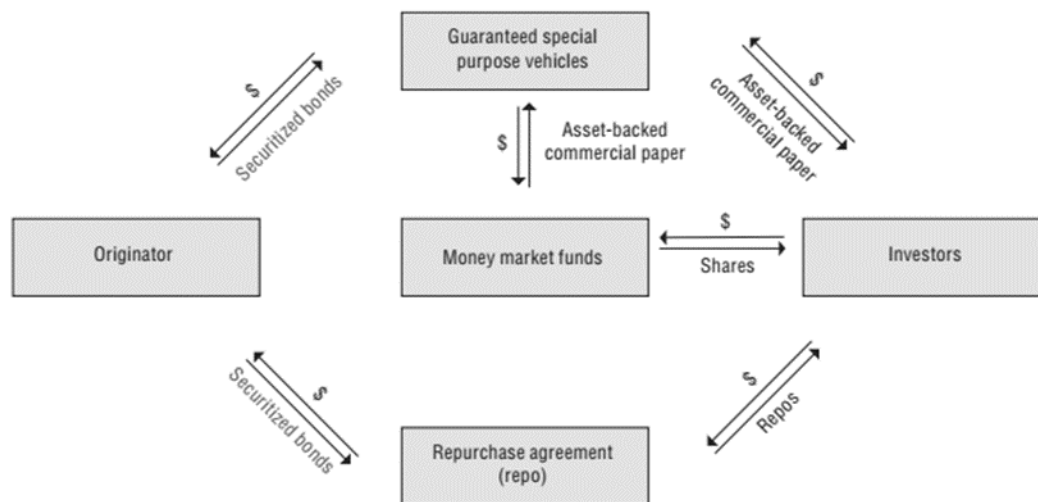 Guaranteed special
purpose vehicles
$
Securitized bonds
$
Asset-backed
commercial paper
$
Asset-backed
commercial paper
Originator
Money market funds
$
Shares
Investors
$
Securitized bonds
$
Repos
Repurchase agreement
(repo)